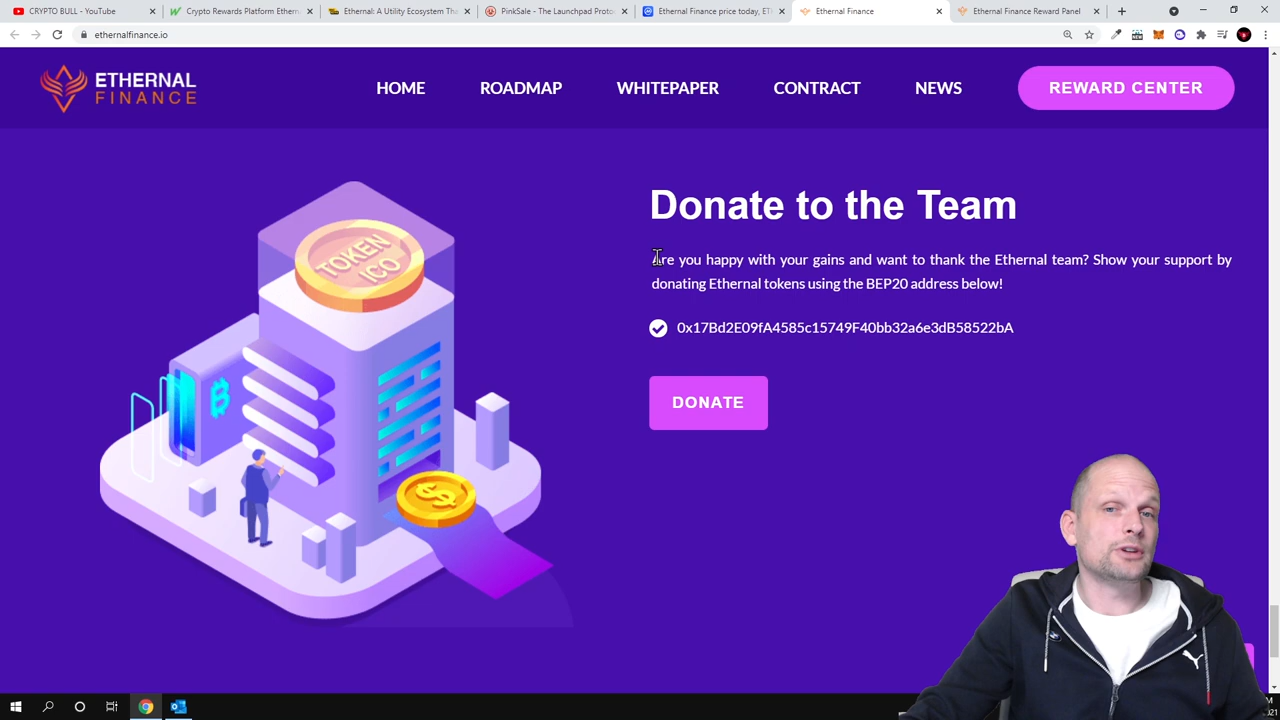 CRYPTO BULL - YouTube
Crypto Rewards Platform Ethern
Ethernal: A Utility Ecosystem Tha
PinkSale - The Launchpad Proto
Ethernal Finance price today, ET
Ethernal Finance
Ethernal Finance Reward Panel
ethernalfinance.io
ETHERNAL
FINANCE
HOME
ROADMAP
WHITEPAPER
CONTRACT
NEWS
REWARD CENTER
Donate to the Team
Are you happy with your gains and want to thank the Ethernal team? Show your support by
donating Ethernal tokens using the BEP20 address below!
0x17Bd2E09fA4585c15749F40bb32a6e3dB58522bA
DONATE
TOKEN
ICO